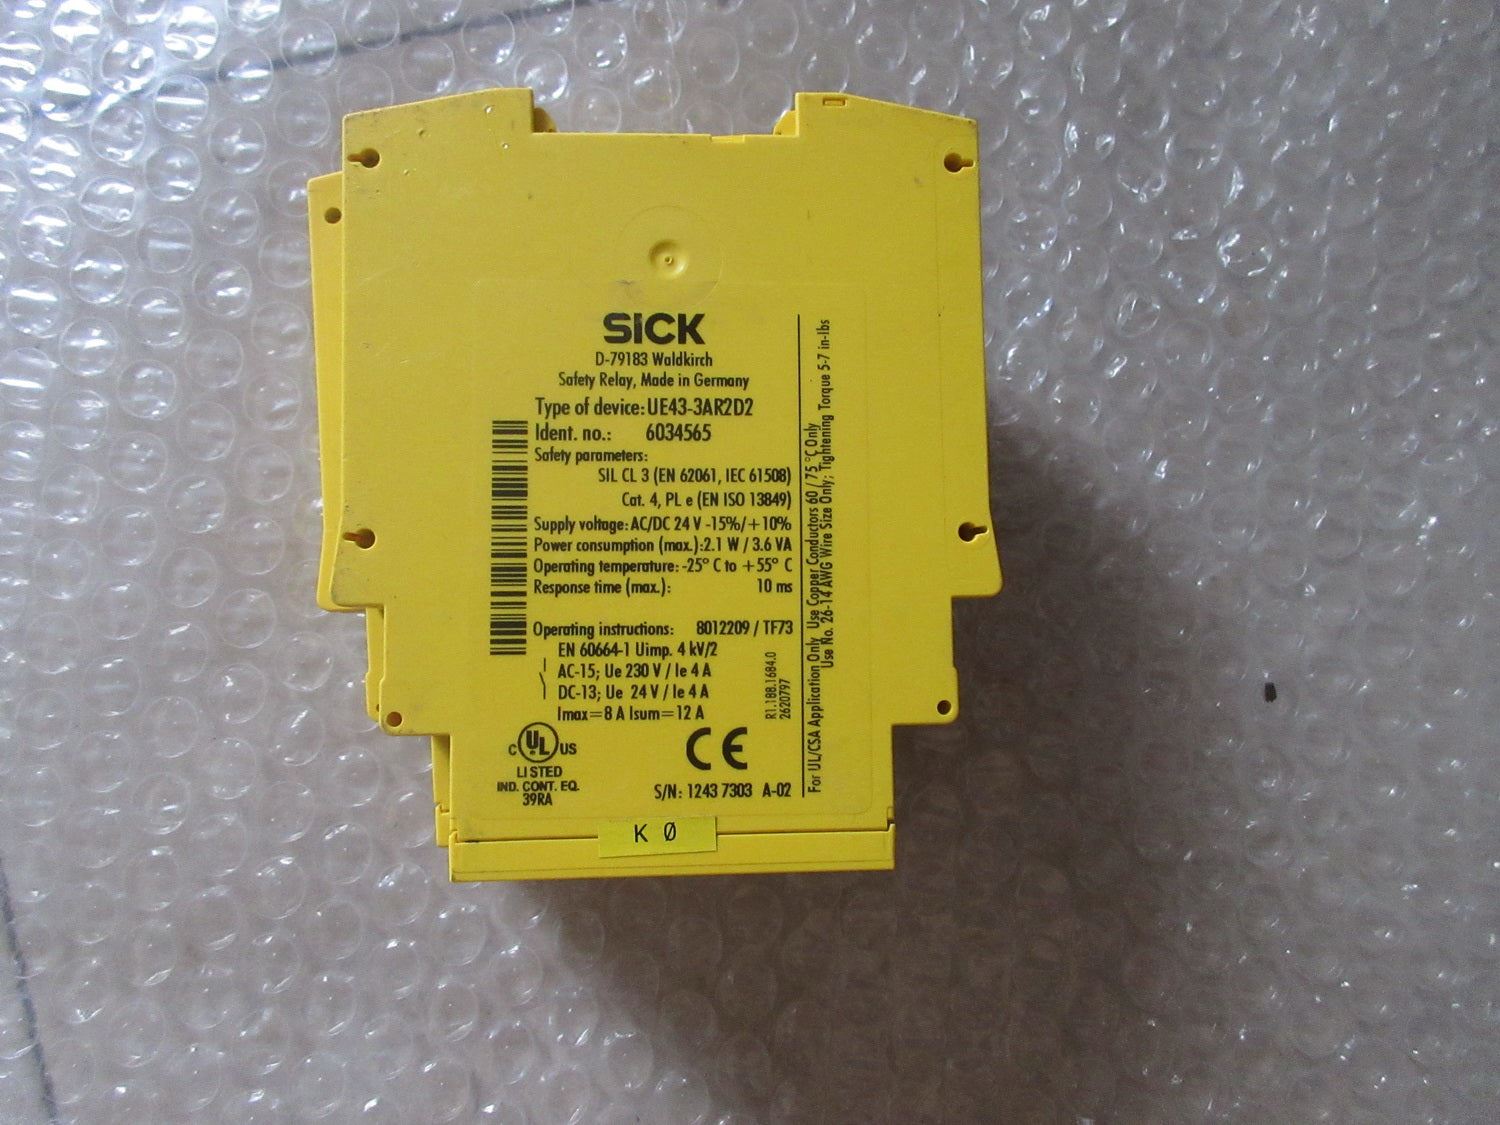 SICK
D-79183 Waldkirch
Safety Relay, Made in Germany
Type of device: UE43-3AR2D2
Ident. no.: 6034565
Safety parameters:
SIL CL 3 (EN 62061, IEC 61508)
Cat. 4, PL e (EN ISO 13849)
Supply voltage: AC/DC 24 V -15%/+10%
Power consumption (max.): 2.1 W / 3.6 VA
Operating temperature: -25° C to +55° C
Response time (max.): 10 ms
Operating instructions: 8012209 / TF73
EN 60664-1 Uimp. 4 kV/2
AC-15; Ue 230 V / Ie 4 A
DC-13; Ue 24 V / Ie 4 A
Imax=8 A Isum=12 A
R1.188.1684.0
2620797
C UL US
LISTED
IND. CONT. EQ.
39RA
CE
S/N: 1243 7303 A-02
For UL/CSA Application Only Use Copper Conductors 60 / 75 °C Only
Use No. 26-14 AWG Wire Size Only; Tightening Torque 5-7 in-lbs
K Ø